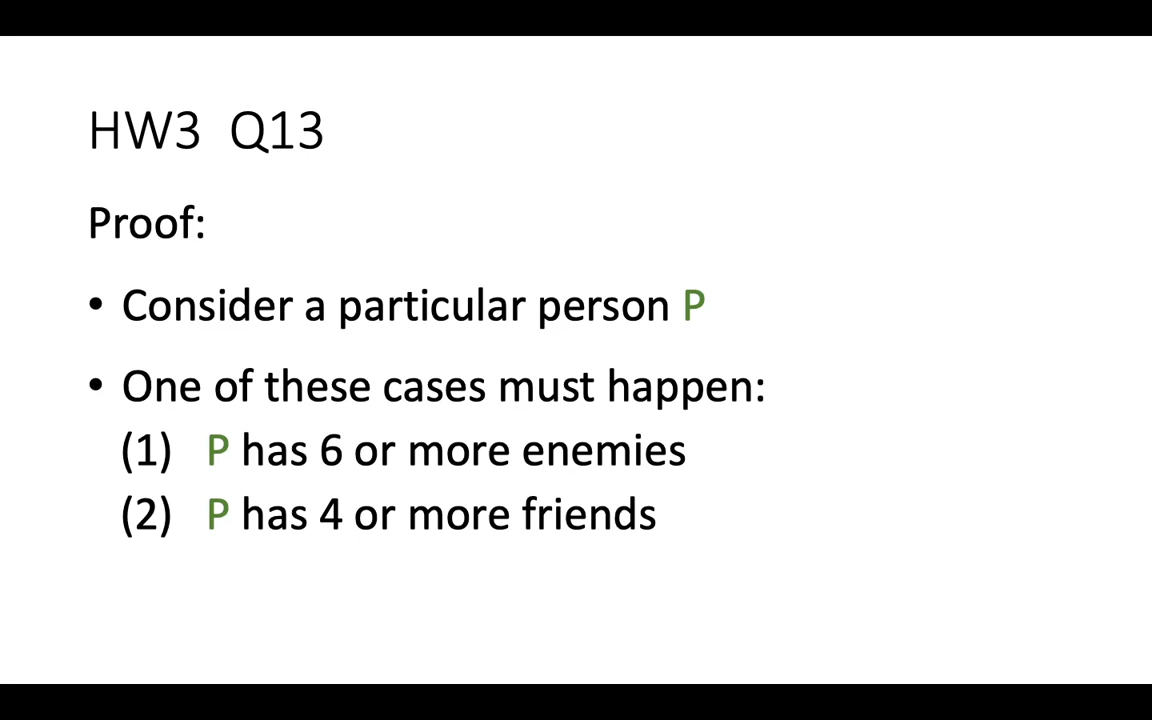 HW3 Q13
Proof:
• Consider a particular person P
• One of these cases must happen:
(1) P has 6 or more enemies
(2) P has 4 or more friends